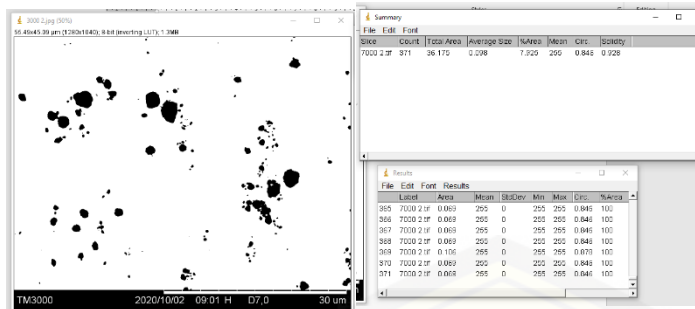 3000 2.jpg (50%)
56.49x45.39 µm (1280x1040); 8-bit (inverting LUT); 1.3MB
TM3000 2020/10/02 09:01 H D7,0 30 um
Summary
File Edit Font
Slice Count Total Area Average Size %Area Mean Circ. Solidity
7000 2.tif 371 36.175 0.098 7.925 255 0.848 0.928
Results
File Edit Font Results
Label Area Mean StdDev Min Max Circ. %Area
365 7000 2.tif 0.069 255 0 255 255 0.846 100
366 7000 2.tif 0.069 255 0 255 255 0.846 100
367 7000 2.tif 0.069 255 0 255 255 0.846 100
368 7000 2.tif 0.069 255 0 255 255 0.846 100
369 7000 2.tif 0.106 255 0 255 255 0.876 100
370 7000 2.tif 0.069 255 0 255 255 0.846 100
371 7000 2.tif 0.069 255 0 255 255 0.846 100